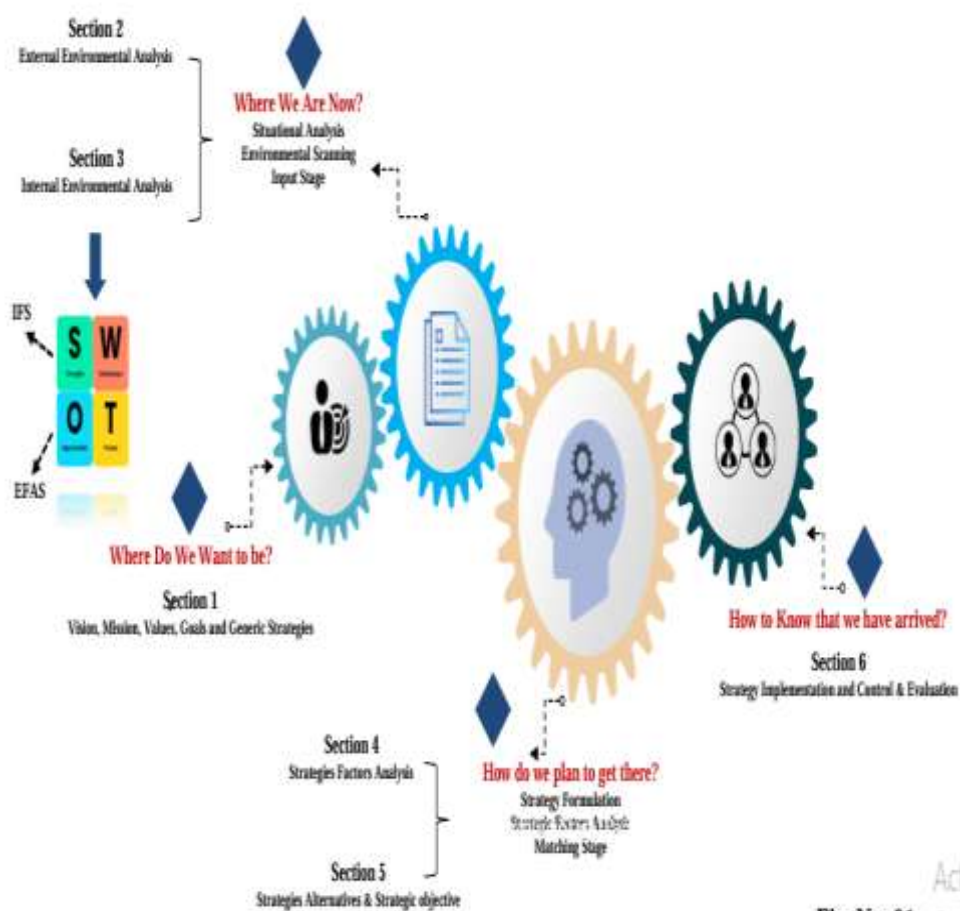 Section 2
External Environmental Analysis
Where We Are Now?
Situational Analysis
Environmental Scanning
Input Stage
Section 3
Internal Environmental Analysis
IFS
S W
O T
EFAS
Where Do We Want to be?
Section 1
Vision, Mission, Values, Goals and Generic Strategies
How to Know that we have arrived?
Section 6
Strategy Implementation and Control & Evaluation
Section 4
Strategies Factors Analysis
How do we plan to get there?
Strategy Formulation
Strategic Factors Analysis
Matching Stage
Section 5
Strategies Alternatives & Strategic objective